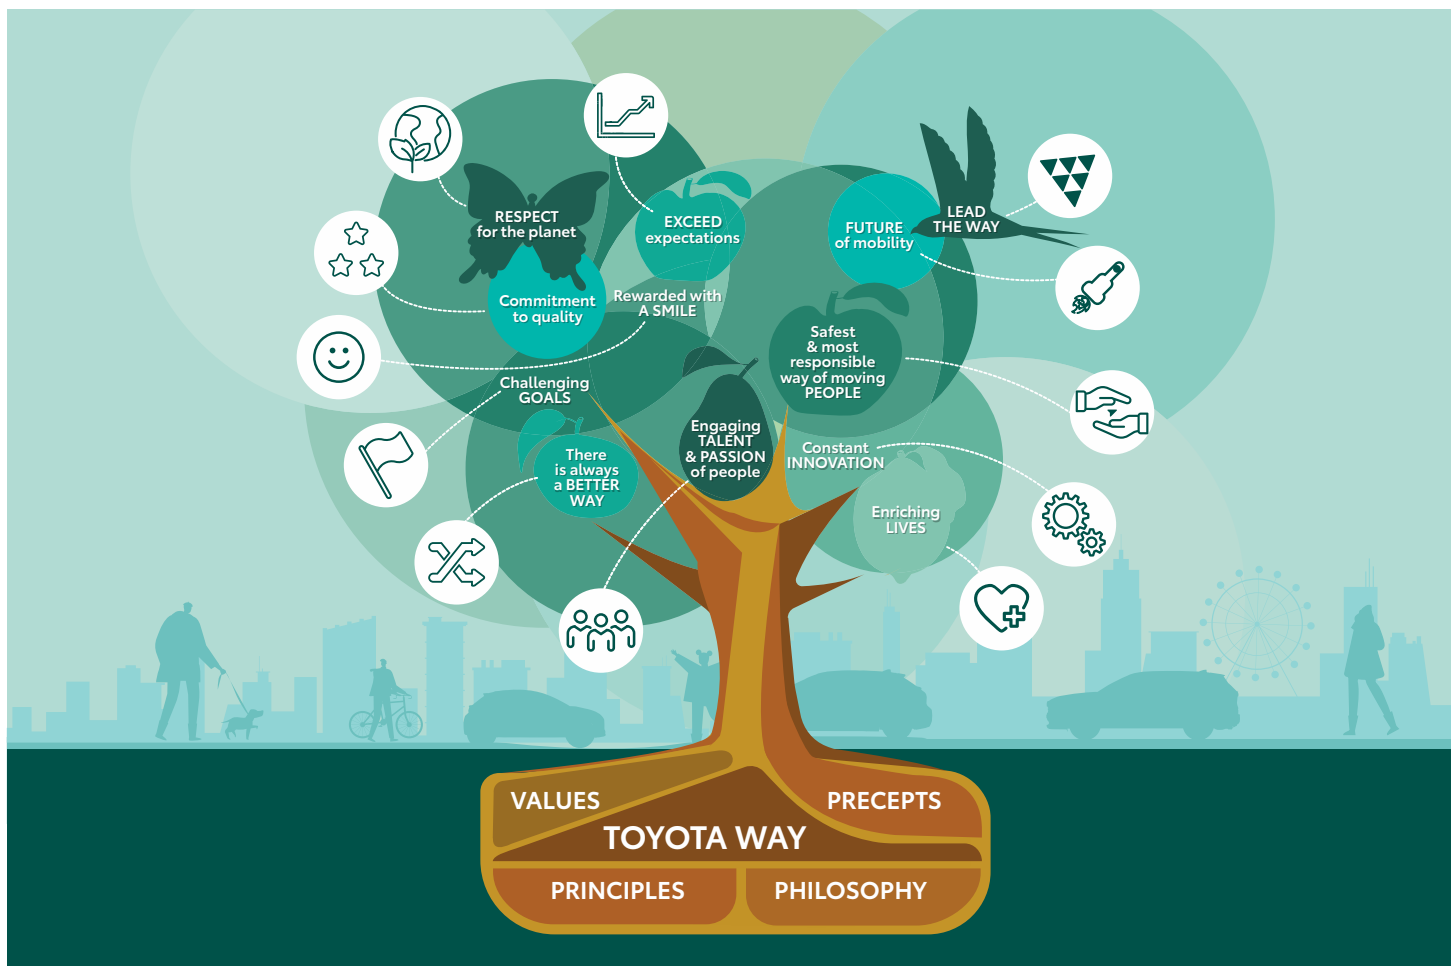 RESPECT
for the planet
EXCEED
expectations
FUTURE
of mobility
LEAD
THE WAY
Commitment
to quality
Rewarded with
A SMILE
Safest
& most
responsible
way of moving
PEOPLE
Challenging
GOALS
Engaging
TALENT
& PASSION
of people
Constant
INNOVATION
There
is always
a BETTER
WAY
Enriching
LIVES
VALUES
PRECEPTS
TOYOTA WAY
PRINCIPLES
PHILOSOPHY